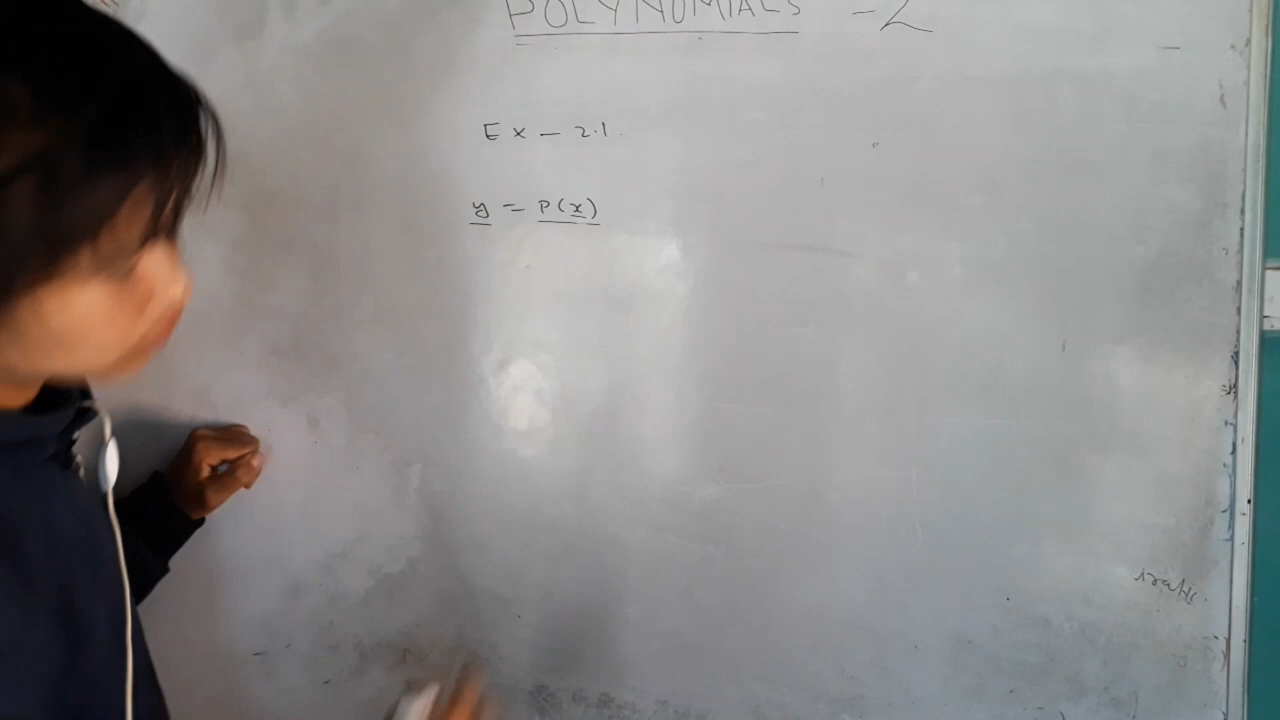 POLYNOMIALS - 2
Ex - 2.1.
y = P(x)